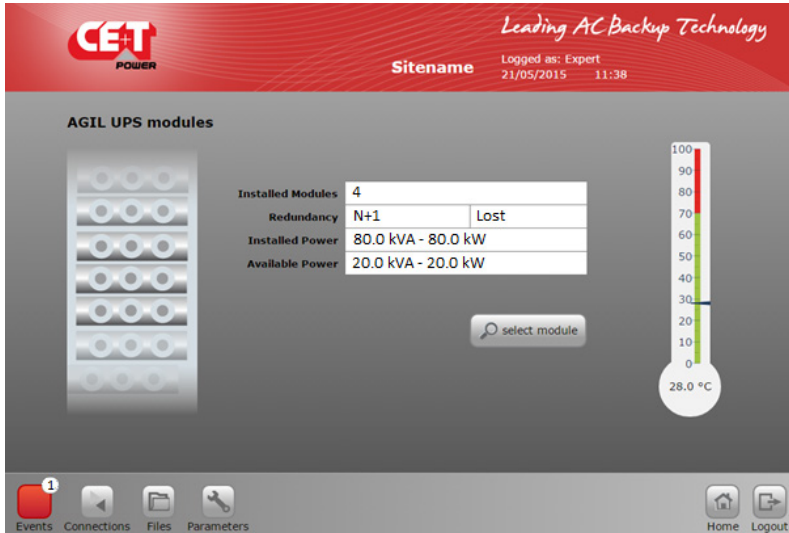 CE+T
POWER
Leading AC Backup Technology
Sitename
Logged as: Expert
21/05/2015 11:38
AGIL UPS modules
Installed Modules 4
Redundancy N+1 Lost
Installed Power 80.0 kVA - 80.0 kW
Available Power 20.0 kVA - 20.0 kW
select module
100
90
80
70
60
50
40
30
20
10
0
28.0 °C
1
Events Connections Files Parameters Home Logout